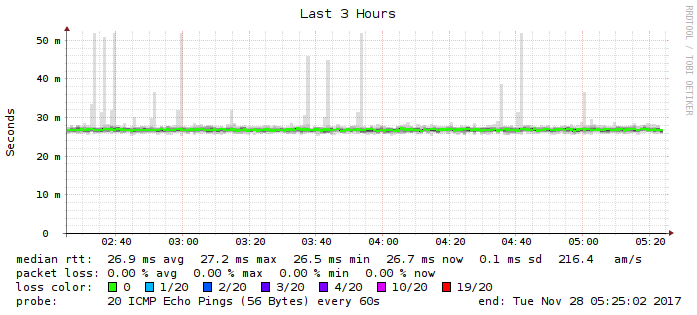 Last 3 Hours
RRDTOOL / TOBI OETIKER
Seconds
50 m
40 m
30 m
20 m
10 m
0
02:40 03:00 03:20 03:40 04:00 04:20 04:40 05:00 05:20
median rtt: 26.9 ms avg 27.2 ms max 26.5 ms min 26.7 ms now 0.1 ms sd 216.4 am/s
packet loss: 0.00 % avg 0.00 % max 0.00 % min 0.00 % now
loss color: 0 1/20 2/20 3/20 4/20 10/20 19/20
probe: 20 ICMP Echo Pings (56 Bytes) every 60s end: Tue Nov 28 05:25:02 2017